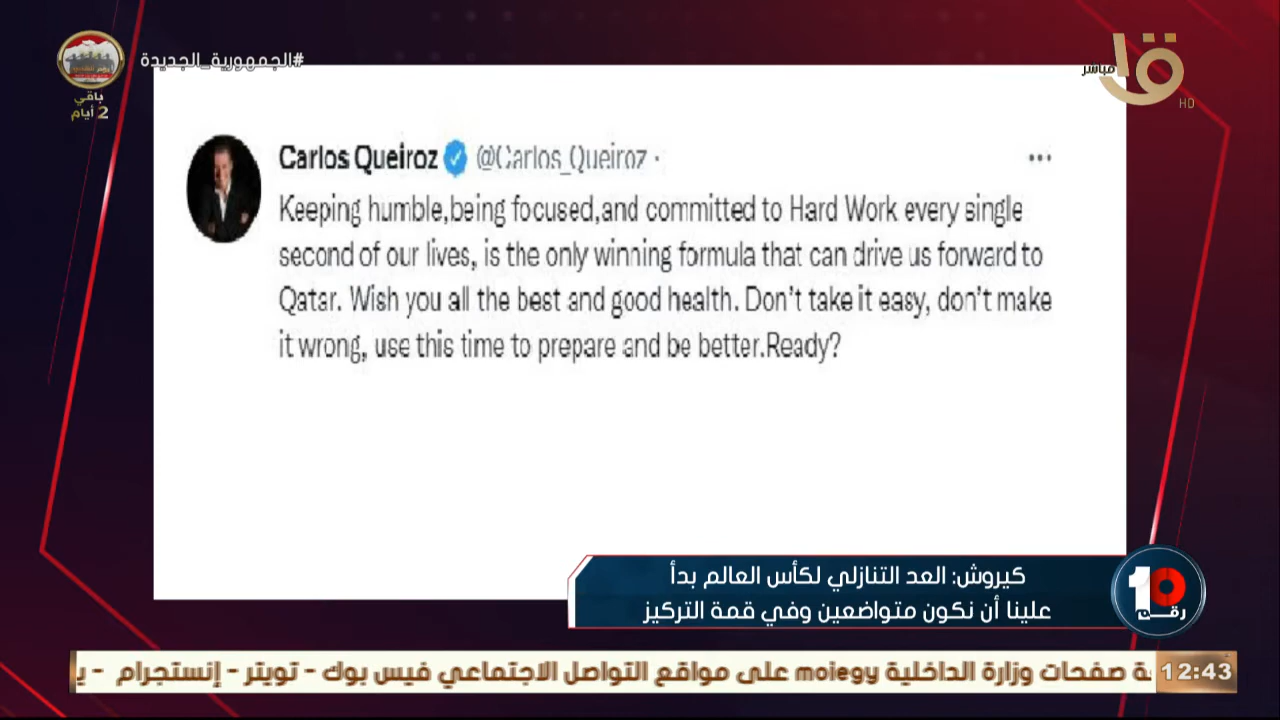 #الجمهورية_الجديدة
باقي
2 أيام
مباشر
HD
Carlos Queiroz @Carlos_Queiroz ·
Keeping humble,being focused,and committed to Hard Work every single
second of our lives, is the only winning formula that can drive us forward to
Qatar. Wish you all the best and good health. Don't take it easy, don't make
it wrong, use this time to prepare and be better.Ready?
كيروش: العد التنازلي لكأس العالم بدأ
علينا أن نكون متواضعين وفي قمة التركيز
رقم 10
12:43 صفحات وزارة الداخلية moiegy على مواقع التواصل الاجتماعي فيس بوك - تويتر - إنستجرام -